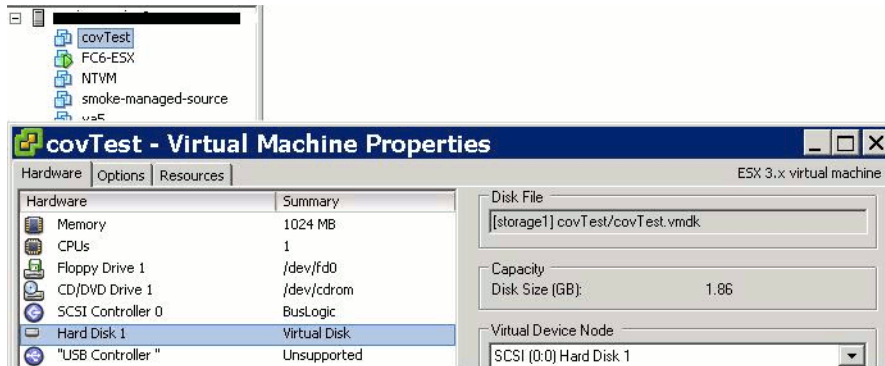 covTest
FC6-ESX
NTVM
smoke-managed-source
va5
covTest - Virtual Machine Properties
Hardware Options Resources ESX 3.x virtual machine
Hardware Summary
Memory 1024 MB
CPUs 1
Floppy Drive 1 /dev/fd0
CD/DVD Drive 1 /dev/cdrom
SCSI Controller 0 BusLogic
Hard Disk 1 Virtual Disk
"USB Controller " Unsupported
Disk File
[storage1] covTest/covTest.vmdk
Capacity
Disk Size (GB): 1.86
Virtual Device Node
SCSI (0:0) Hard Disk 1